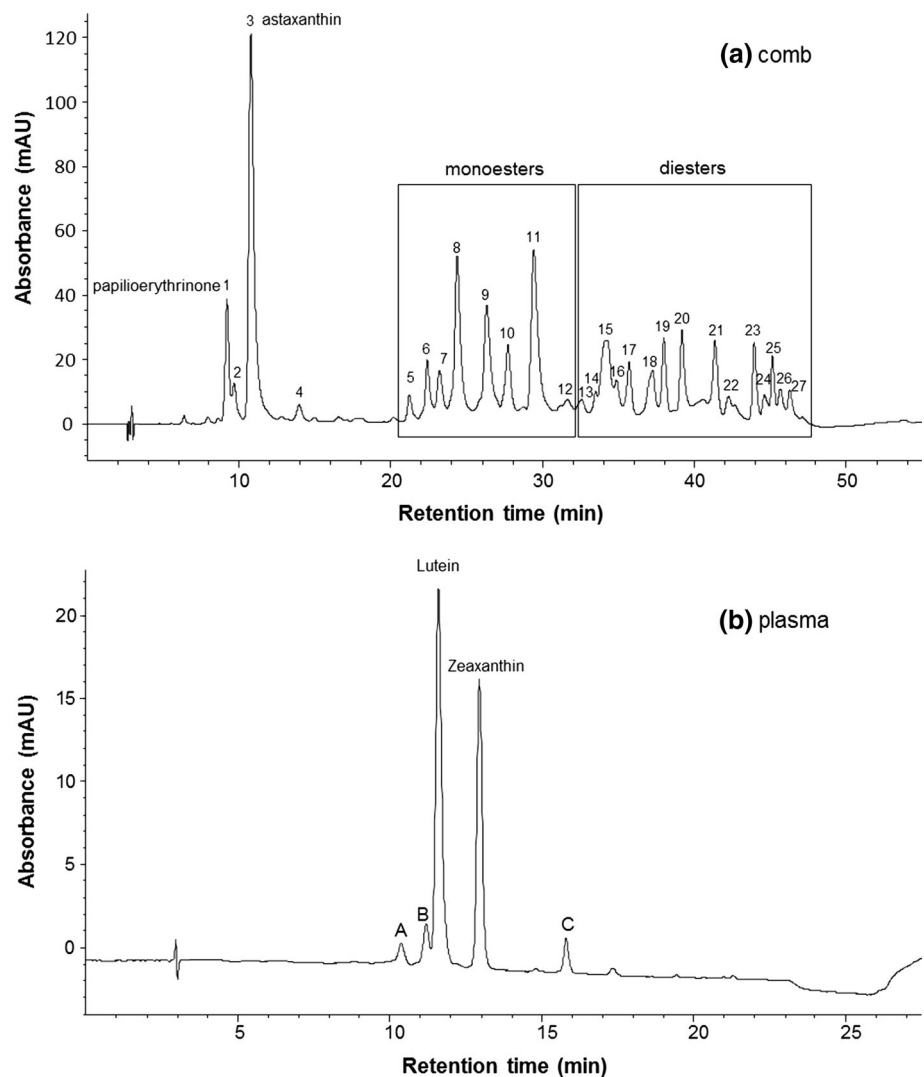 3 astaxanthin
120
(a) comb
100
monoesters
diesters
80
60
11
8
papilioerythrinone 1
9
40
20
19
15
21
23
10
17
25
6
18
7
16
20
2
14
24 26 27
5
22
4
12
13
0
10
20
30
40
50
Absorbance (mAU)
Retention time (min)
Lutein
20
(b) plasma
Zeaxanthin
15
10
5
B
C
A
0
5
10
15
20
25
Absorbance (mAU)
Retention time (min)